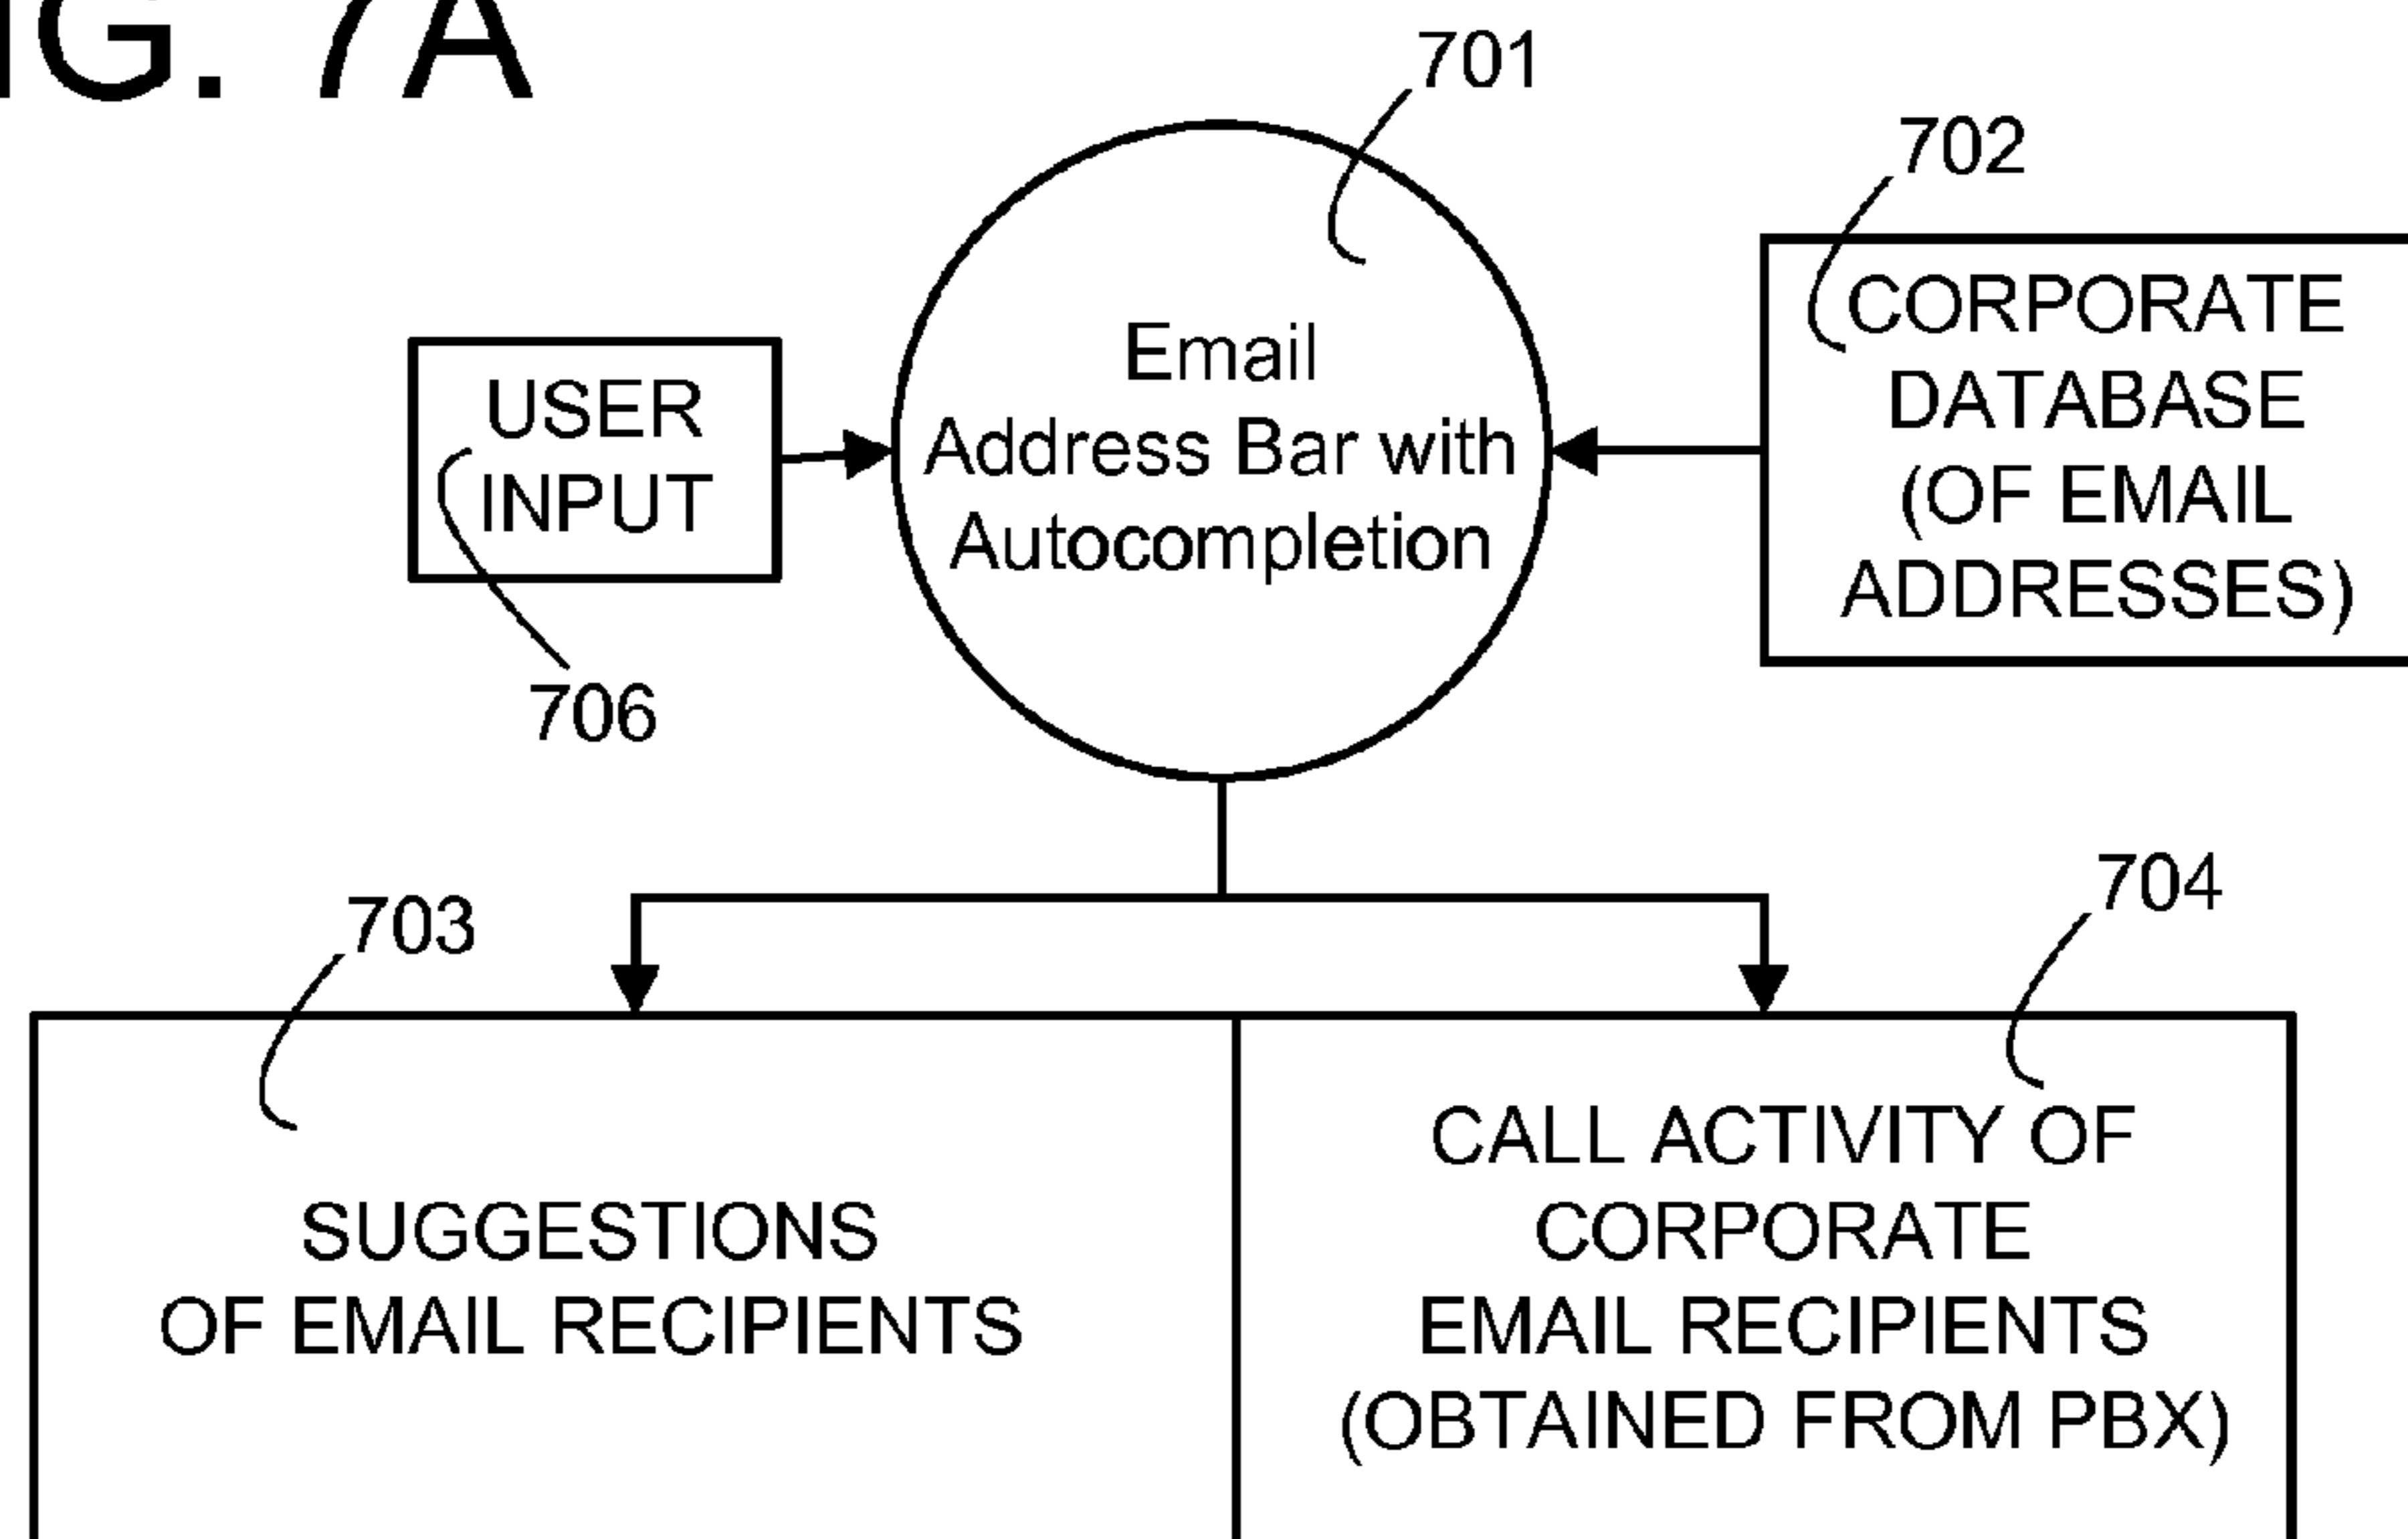 G. 7A
701
702
USER
INPUT
706
Email
Address Bar with
Autocompletion
CORPORATE
DATABASE
(OF EMAIL
ADDRESSES)
703
704
SUGGESTIONS
OF EMAIL RECIPIENTS
CALL ACTIVITY OF
CORPORATE
EMAIL RECIPIENTS
(OBTAINED FROM PBX)